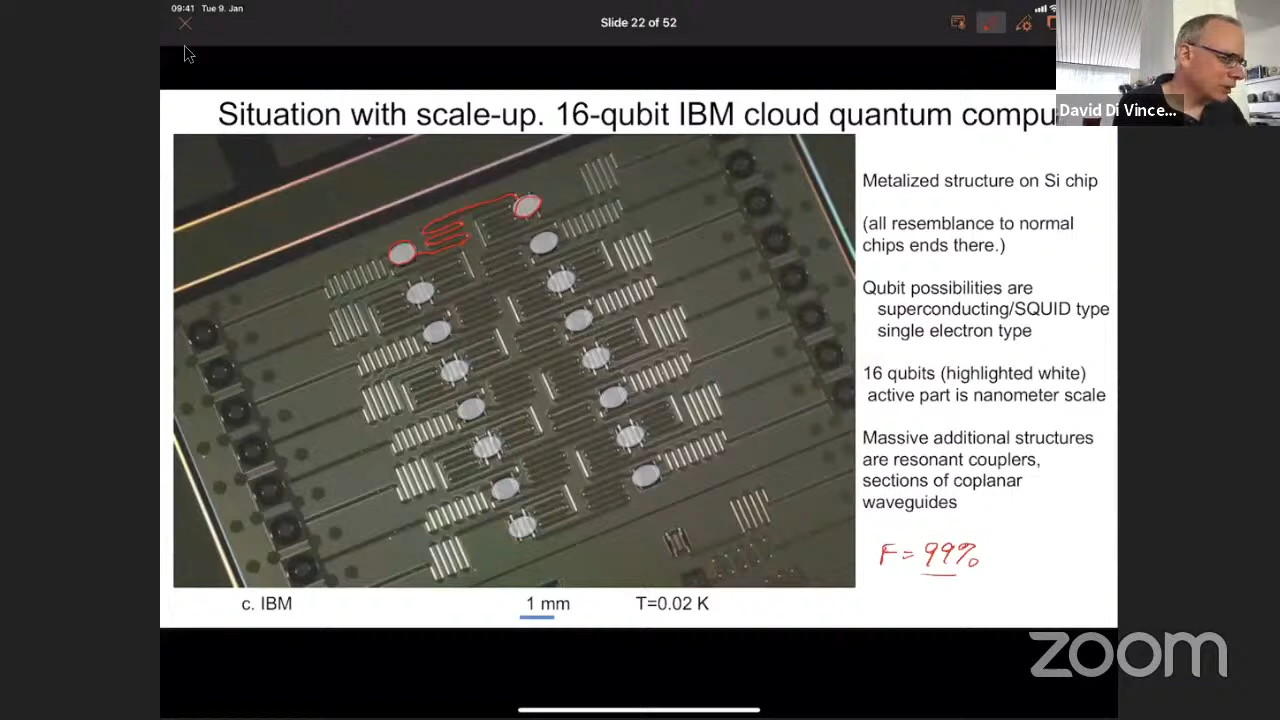 09:41 Tue 9. Jan
Slide 22 of 52
David Di Vince...
Situation with scale-up. 16-qubit IBM cloud quantum compu
Metalized structure on Si chip
(all resemblance to normal
chips ends there.)
Qubit possibilities are
superconducting/SQUID type
single electron type
16 qubits (highlighted white)
active part is nanometer scale
Massive additional structures
are resonant couplers,
sections of coplanar
waveguides
F = 99%
c. IBM
1 mm
T=0.02 K
zoom